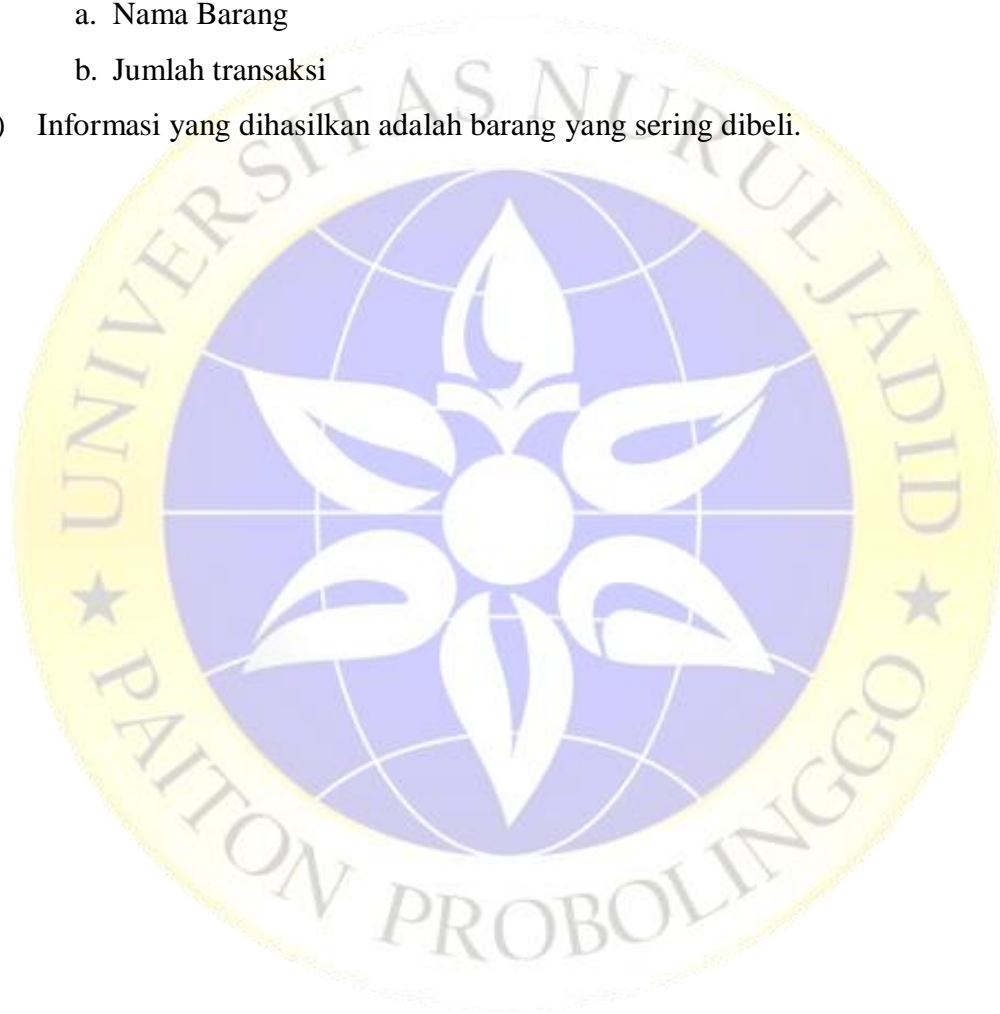 a. Nama Barang
b. Jumlah transaksi
) Informasi yang dihasilkan adalah barang yang sering dibeli.
UNIVERSITAS NURUL JADID
★ PAITON PROBOLINGGO ★